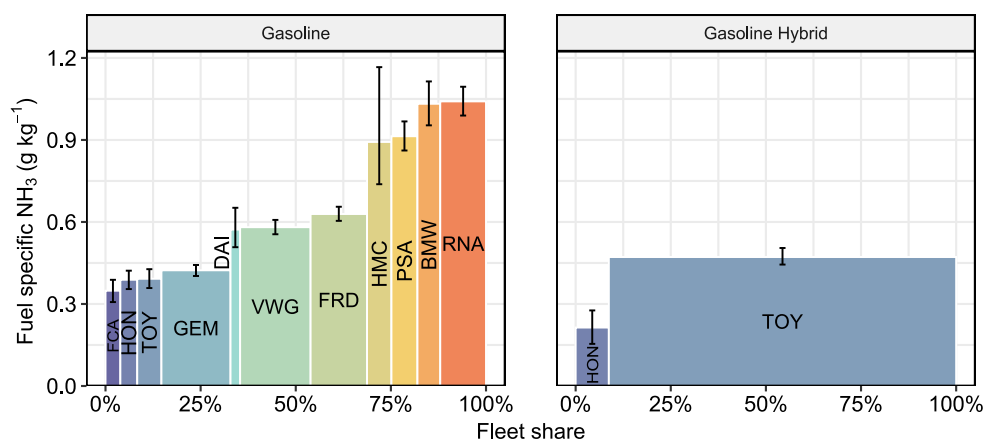 Gasoline
Gasoline Hybrid
Fuel specific NH₃ (g kg⁻¹)
1.2
0.9
0.6
0.3
0.0
FCA
HON
TOY
GEM
DAI
VWG
FRD
HMC
PSA
BMW
RNA
HON
TOY
0% 25% 50% 75% 100%
0% 25% 50% 75% 100%
Fleet share